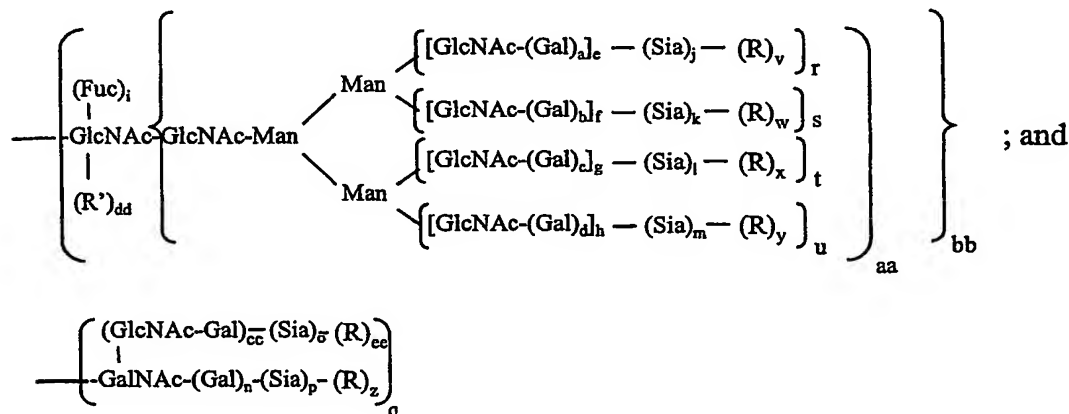 [GlcNAc-(Gal)a]e — (Sia)j — (R)v r
(Fuc)i
Man
[GlcNAc-(Gal)b]f — (Sia)k — (R)w s
GlcNAc-GlcNAc-Man ; and
[GlcNAc-(Gal)c]g — (Sia)l — (R)x t
Man
(R’)dd
[GlcNAc-(Gal)d]h — (Sia)m — (R)y u
aa bb
(GlcNAc-Gal)cc-(Sia)o-(R)ee
GalNAc-(Gal)n-(Sia)p-(R)z
q